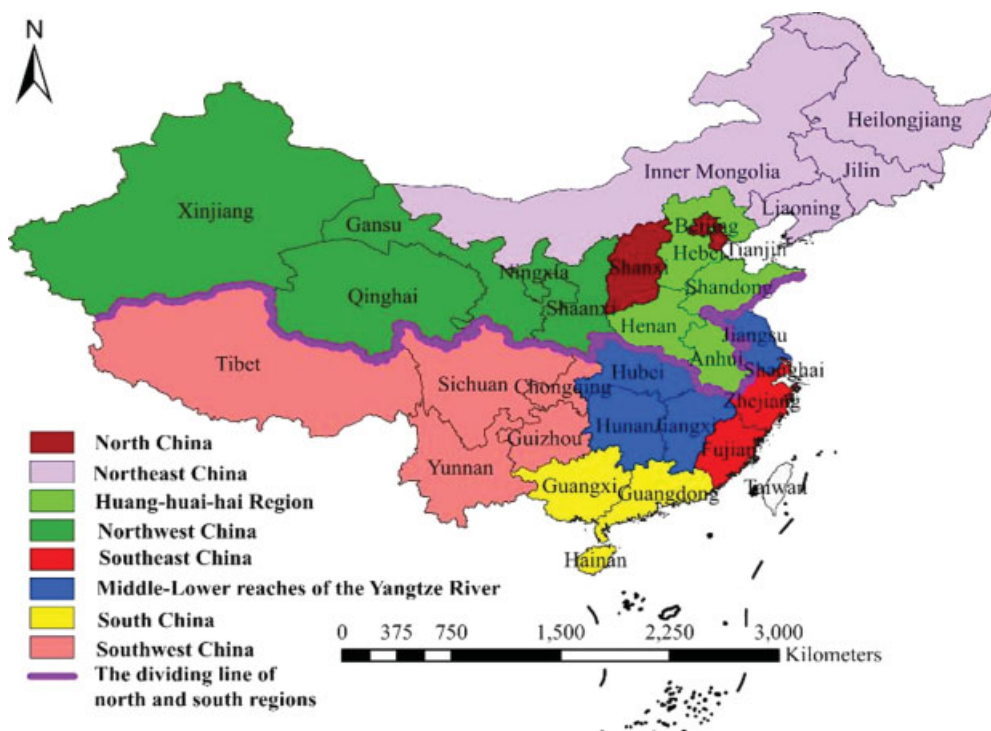 N
Heilongjiang
Inner Mongolia
Jilin
Liaoning
Xinjiang
Gansu
Beijing
Tianjin
Hebei
Shanxi
Ningxia
Qinghai
Shandong
Shaanxi
Henan
Jiangsu
Anhui
Tibet
Shanghai
Hubei
Sichuan
Chongqing
Zhejiang
Hunan
Jiangxi
Guizhou
Fujian
Yunnan
Guangxi
Guangdong
Taiwan
Hainan
North China
Northeast China
Huang-huai-hai Region
Northwest China
Southeast China
Middle-Lower reaches of the Yangtze River
South China
Southwest China
The dividing line of
north and south regions
0 375 750 1,500 2,250 3,000
Kilometers